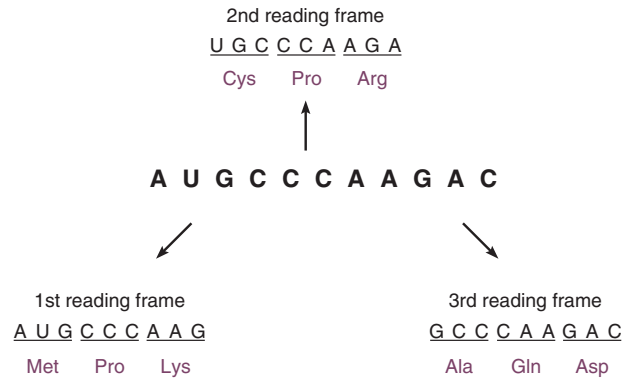 2nd reading frame
U G C C C A A G A
Cys Pro Arg
A U G C C C A A G A C
1st reading frame
A U G C C C A A G
Met Pro Lys
3rd reading frame
G C C C A A G A C
Ala Gln Asp